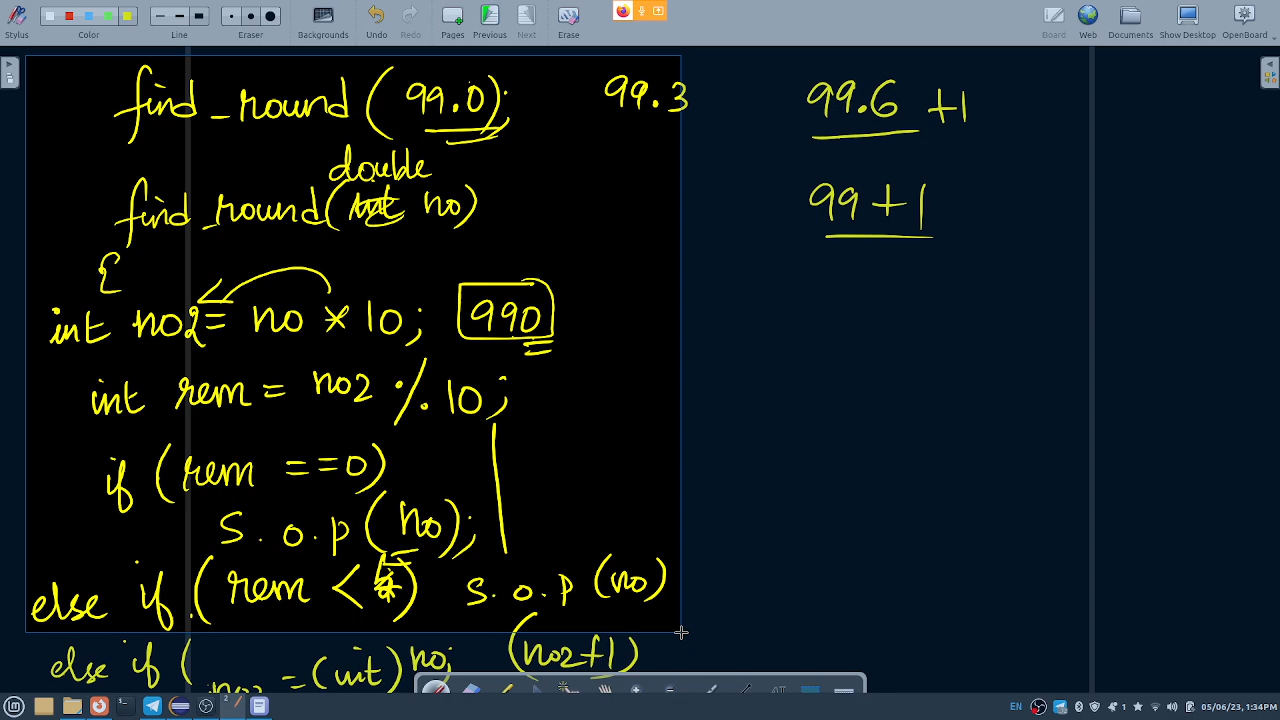 Stylus Color Line Eraser Backgrounds Undo Redo Pages Previous Next Erase Board Web Documents Show Desktop OpenBoard
find_round(99.0); 99.3 99.6 +1
double
find_round( no) 99+1
{
int no2 = no * 10; 990
int rem = no2 % 10;
if (rem ==0)
S.o.p(no);
else if (rem < ) S.o.p(no)
else if ( (no2+1)
no2 = (int) no;
EN 1 05/06/23, 1:34PM